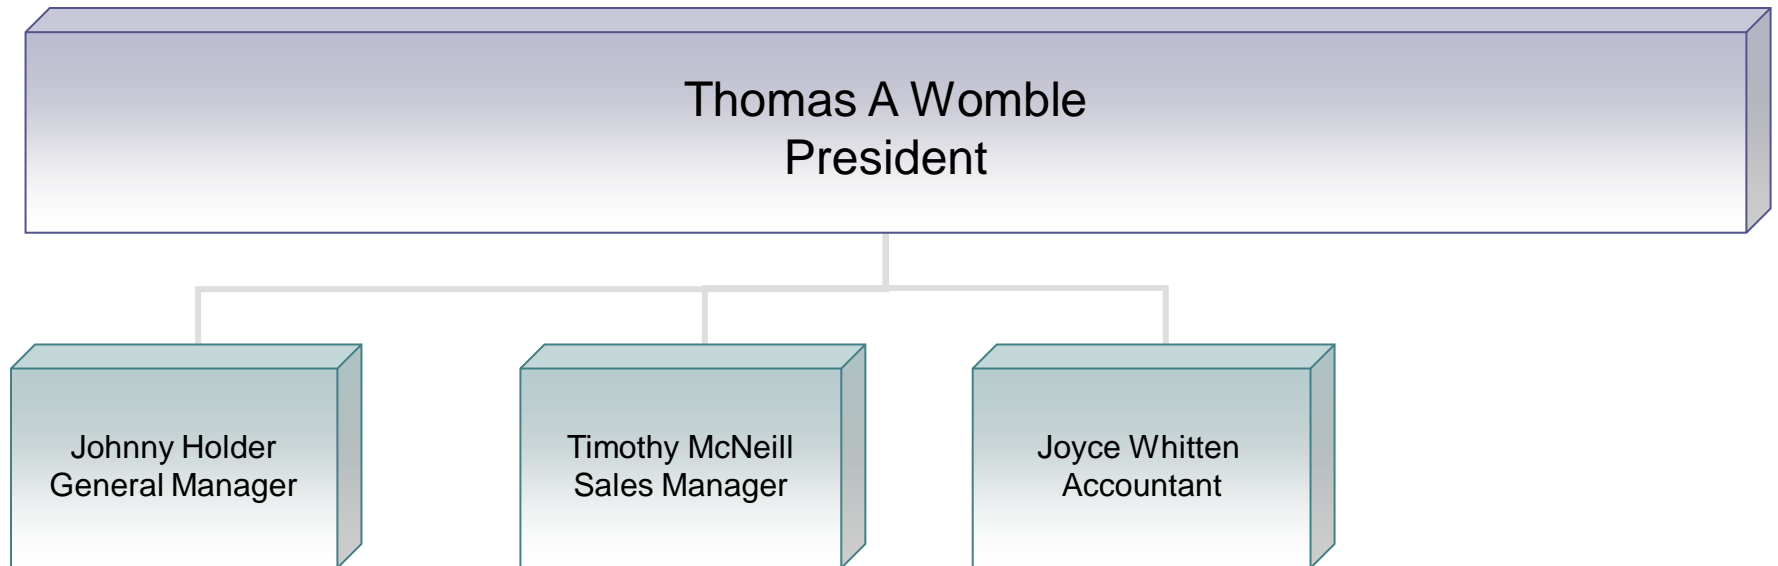 Thomas A Womble
President
Johnny Holder
General Manager
Timothy McNeill
Sales Manager
Joyce Whitten
Accountant